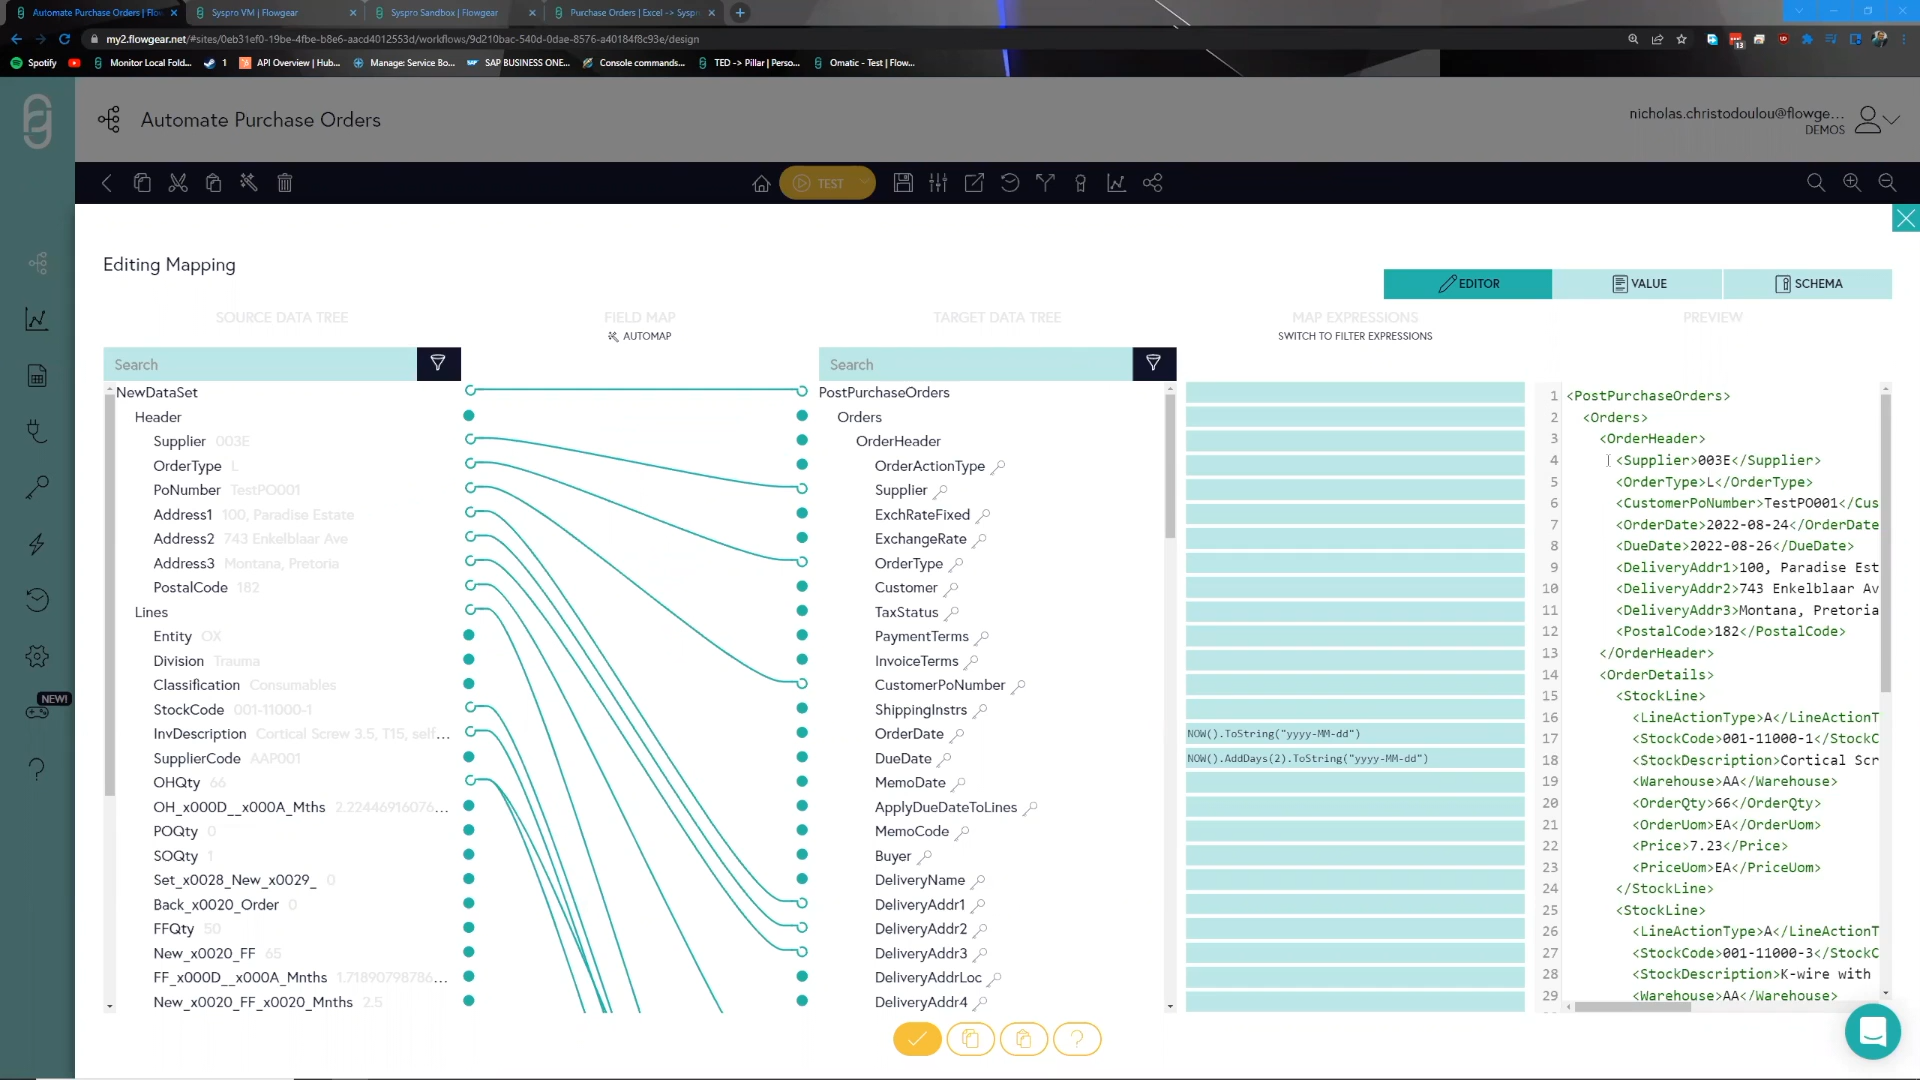 Automate Purchase Orders | Flow
Syspro VM | Flowgear
Syspro Sandbox | Flowgear
Purchase Orders | Excel -> Syspr
my2.flowgear.net/#sites/0eb31ef0-19be-4fbe-b8e6-aacd4012553d/workflows/9d210bac-540d-0dae-8576-a40184f8c93e/design
13
Spotify
Monitor Local Fold...
1
API Overview | Hub...
Manage: Service Bo...
SAP BUSINESS ONE...
Console commands...
TED -> Pillar | Perso...
Omatic - Test | Flow...
Automate Purchase Orders
nicholas.christodoulou@flowge...
DEMOS
TEST
NEW!
Editing Mapping
EDITOR
VALUE
SCHEMA
SOURCE DATA TREE
FIELD MAP
TARGET DATA TREE
MAP EXPRESSIONS
PREVIEW
AUTOMAP
SWITCH TO FILTER EXPRESSIONS
Search
Search
NewDataSet
Header
Supplier 003E
OrderType L
PoNumber TestPO001
Address1 100, Paradise Estate
Address2 743 Enkelblaar Ave
Address3 Montana, Pretoria
PostalCode 182
Lines
Entity OX
Division Trauma
Classification Consumables
StockCode 001-11000-1
InvDescription Cortical Screw 3.5, T15, self...
SupplierCode AAP001
OHQty 66
OH_x000D__x000A_Mths 2.22446916076...
POQty 0
SOQty 1
Set_x0028_New_x0029_ 0
Back_x0020_Order 0
FFQty 50
New_x0020_FF 65
FF_x000D__x000A_Mnths 1.71890798786...
New_x0020_FF_x0020_Mnths 2.5
PostPurchaseOrders
Orders
OrderHeader
OrderActionType
Supplier
ExchRateFixed
ExchangeRate
OrderType
Customer
TaxStatus
PaymentTerms
InvoiceTerms
CustomerPoNumber
ShippingInstrs
OrderDate
DueDate
MemoDate
ApplyDueDateToLines
MemoCode
Buyer
DeliveryName
DeliveryAddr1
DeliveryAddr2
DeliveryAddr3
DeliveryAddrLoc
DeliveryAddr4
NOW().ToString("yyyy-MM-dd")
NOW().AddDays(2).ToString("yyyy-MM-dd")
1 <PostPurchaseOrders>
2 <Orders>
3 <OrderHeader>
4 <Supplier>003E</Supplier>
5 <OrderType>L</OrderType>
6 <CustomerPoNumber>TestPO001</Cus
7 <OrderDate>2022-08-24</OrderDate
8 <DueDate>2022-08-26</DueDate>
9 <DeliveryAddr1>100, Paradise Est
10 <DeliveryAddr2>743 Enkelblaar Av
11 <DeliveryAddr3>Montana, Pretoria
12 <PostalCode>182</PostalCode>
13 </OrderHeader>
14 <OrderDetails>
15 <StockLine>
16 <LineActionType>A</LineActionT
17 <StockCode>001-11000-1</StockC
18 <StockDescription>Cortical Scr
19 <Warehouse>AA</Warehouse>
20 <OrderQty>66</OrderQty>
21 <OrderUom>EA</OrderUom>
22 <Price>7.23</Price>
23 <PriceUom>EA</PriceUom>
24 </StockLine>
25 <StockLine>
26 <LineActionType>A</LineActionT
27 <StockCode>001-11000-3</StockC
28 <StockDescription>K-wire with
29 <Warehouse>AA</Warehouse>